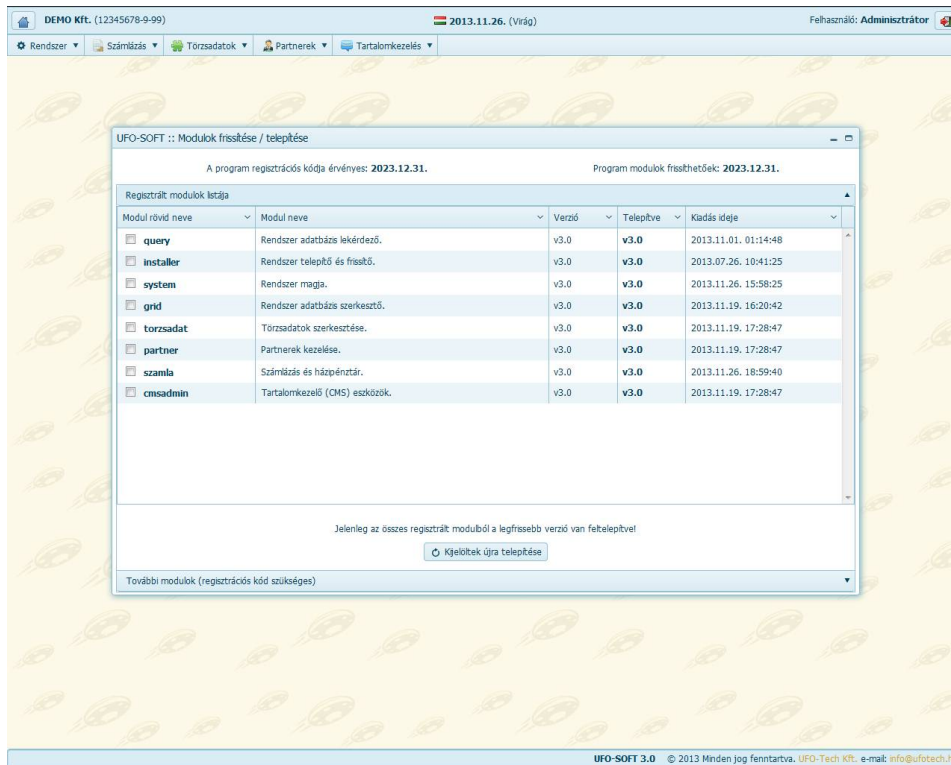 DEMO Kft. (12345678-9-99) 2013.11.26. (Virág) Felhasználó: Adminisztrátor
Rendszer Számlázás Törzsadatok Partnerek Tartalomkezelés
UFO-SOFT :: Modulok frissítése / telepítése
A program regisztrációs kódja érvényes: 2023.12.31. Program modulok frissíthetőek: 2023.12.31.
Regisztrált modulok listája
Modul rövid neve Modul neve Verzió Telepítve Kiadás ideje
query Rendszer adatbázis lekérdező. v3.0 v3.0 2013.11.01. 01:14:48
installer Rendszer telepítő és frissítő. v3.0 v3.0 2013.07.26. 10:41:25
system Rendszer magja. v3.0 v3.0 2013.11.26. 15:58:25
grid Rendszer adatbázis szerkesztő. v3.0 v3.0 2013.11.19. 16:20:42
torzsadat Törzsadatok szerkesztése. v3.0 v3.0 2013.11.19. 17:28:47
partner Partnerek kezelése. v3.0 v3.0 2013.11.19. 17:28:47
szamla Számlázás és házipénztár. v3.0 v3.0 2013.11.26. 18:59:40
cmsadmin Tartalomkezelő (CMS) eszközök. v3.0 v3.0 2013.11.19. 17:28:47
Jelenleg az összes regisztrált modulból a legfrissebb verzió van feltelepítve!
Kijelöltek újra telepítése
További modulok (regisztrációs kód szükséges)
UFO-SOFT 3.0 © 2013 Minden jog fenntartva. UFO-Tech Kft. e-mail: info@ufotech.h